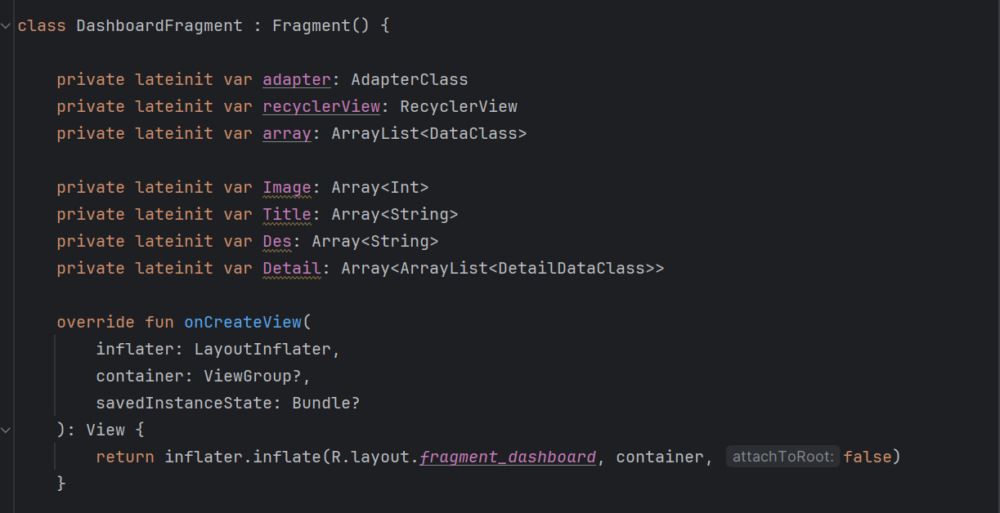 class DashboardFragment : Fragment() {
private lateinit var adapter: AdapterClass
private lateinit var recyclerView: RecyclerView
private lateinit var array: ArrayList<DataClass>
private lateinit var Image: Array<Int>
private lateinit var Title: Array<String>
private lateinit var Des: Array<String>
private lateinit var Detail: Array<ArrayList<DetailDataClass>>
override fun onCreateView(
inflater: LayoutInflater,
container: ViewGroup?,
savedInstanceState: Bundle?
): View {
return inflater.inflate(R.layout.fragment_dashboard, container, attachToRoot: false)
}